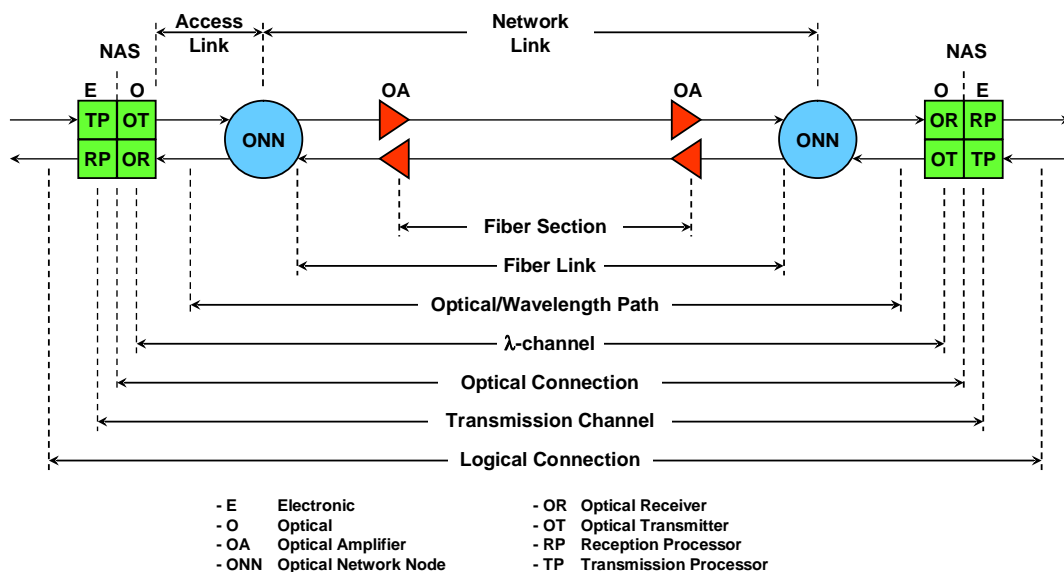 Access Link
Network Link
NAS
NAS
E O
OA
OA
O E
TP OT
OR RP
ONN
ONN
RP OR
OT TP
Fiber Section
Fiber Link
Optical/Wavelength Path
λ-channel
Optical Connection
Transmission Channel
Logical Connection
- E Electronic
- O Optical
- OA Optical Amplifier
- ONN Optical Network Node
- OR Optical Receiver
- OT Optical Transmitter
- RP Reception Processor
- TP Transmission Processor